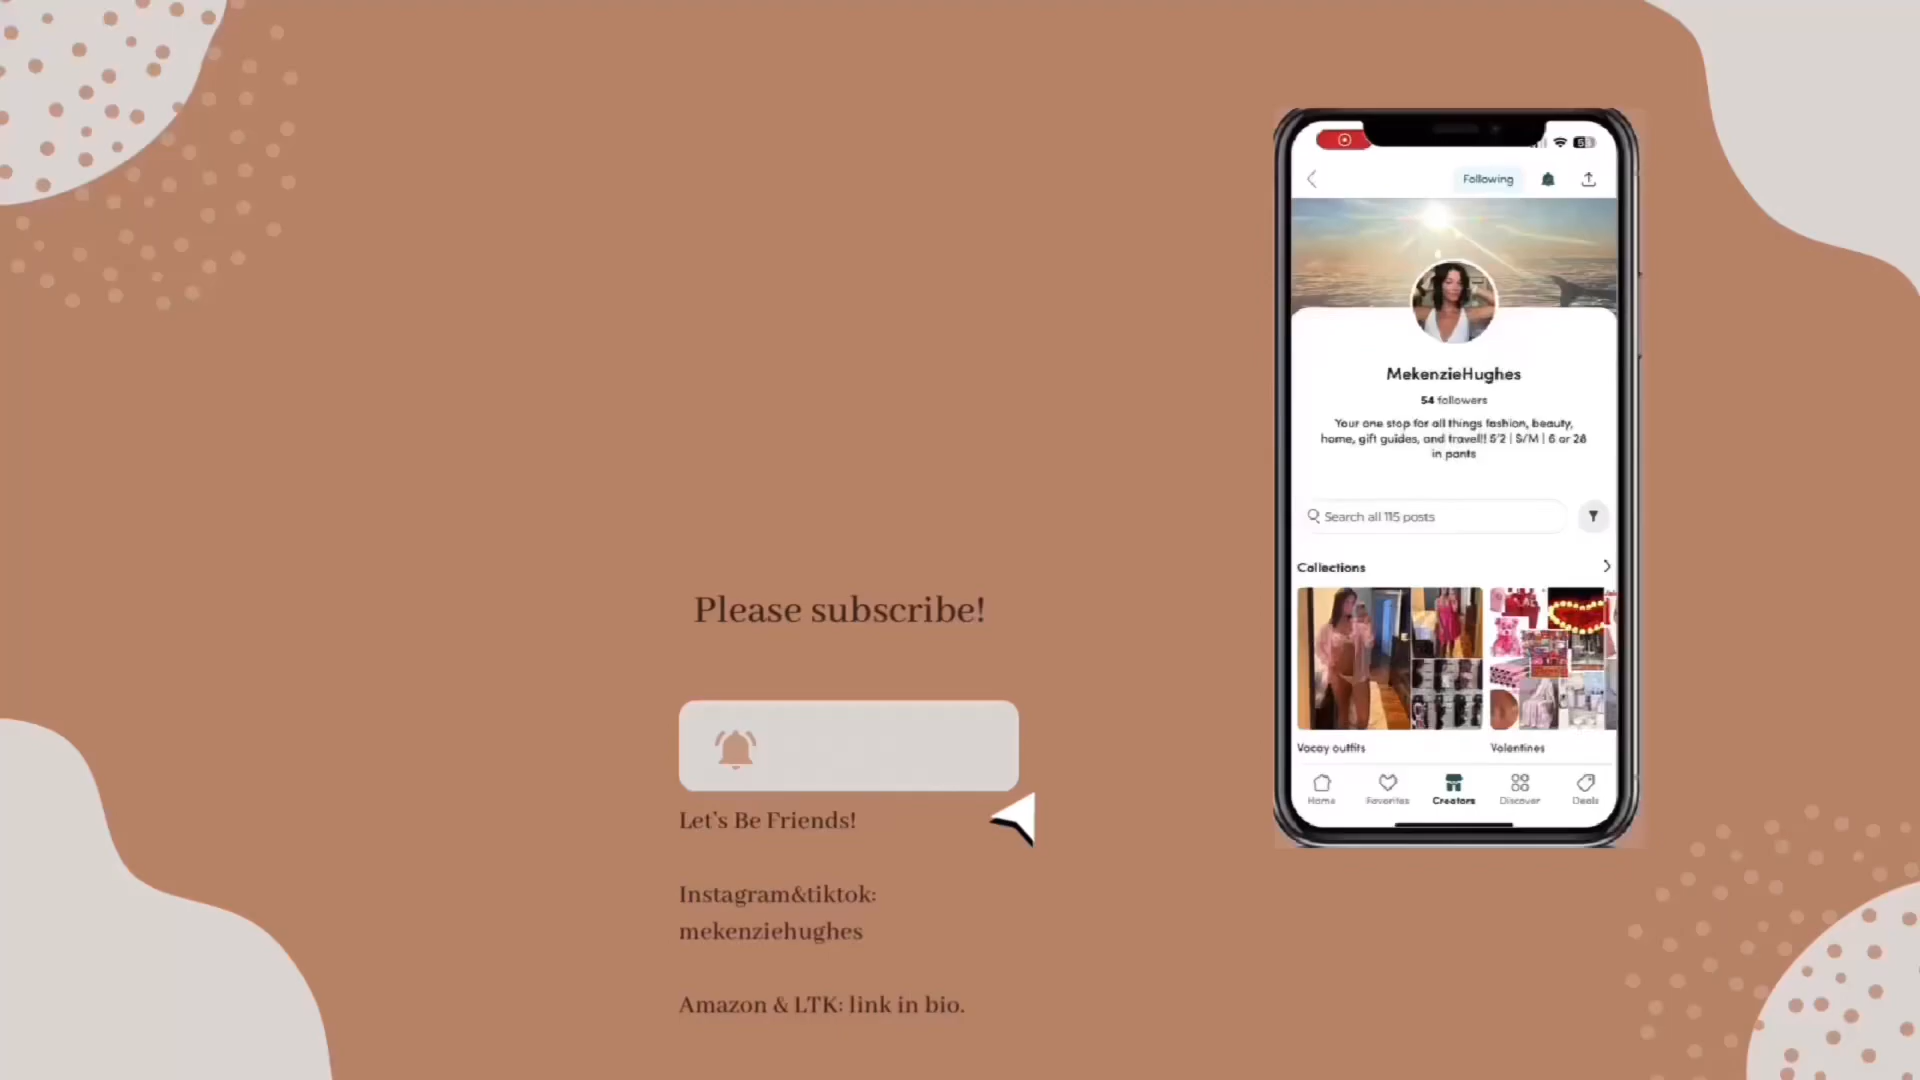 Please subscribe!
Let's Be Friends!
Instagram&tiktok:
mekenziehughes
Amazon & LTK: link in bio.
Following
MekenzieHughes
54 followers
Your one stop for all things fashion, beauty,
home, gift guides, and travel!! 5'2 | S/M | 6 or 28
in pants
Search all 115 posts
Collections
Vacay outfits
Valentines
Home
Favorites
Creators
Discover
Deals